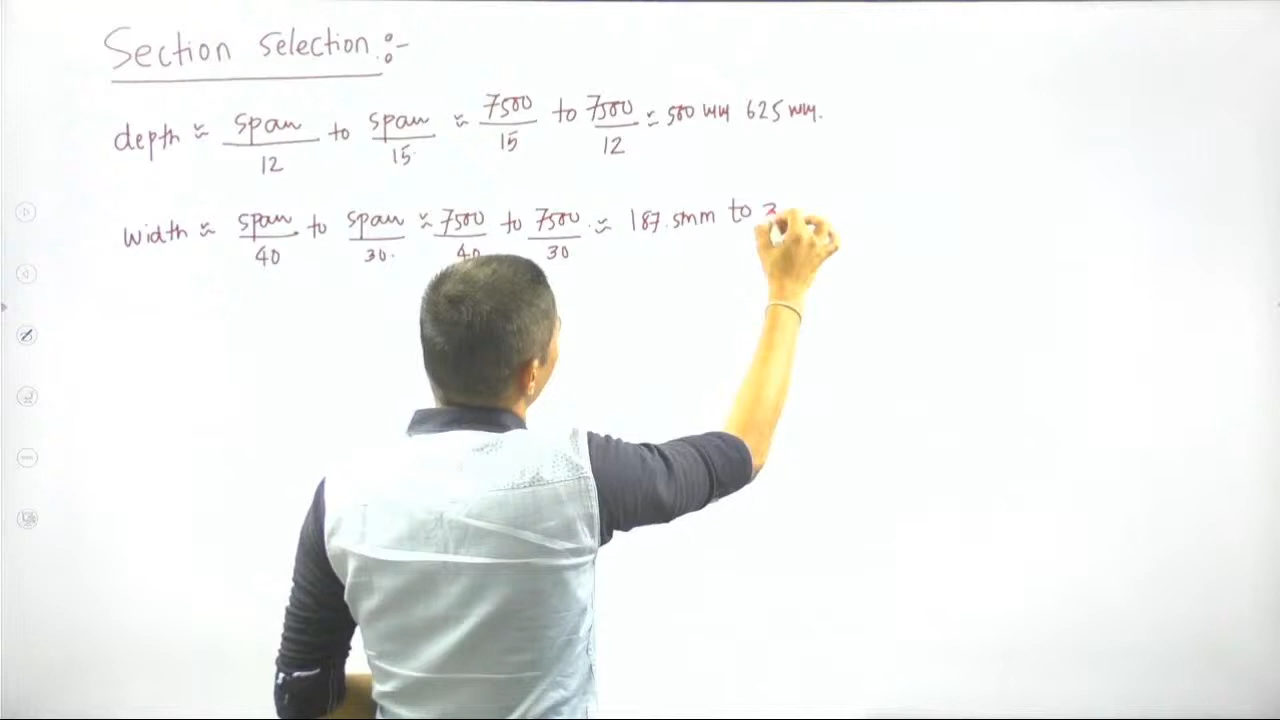 Section Selection :-
depth ≈ span/12 to span/15 ≈ 7500/15 to 7500/12 ≈ 500 mm 625 mm.
width ≈ span/40 to span/30 ≈ 7500/40 to 7500/30 ≈ 187.5mm to